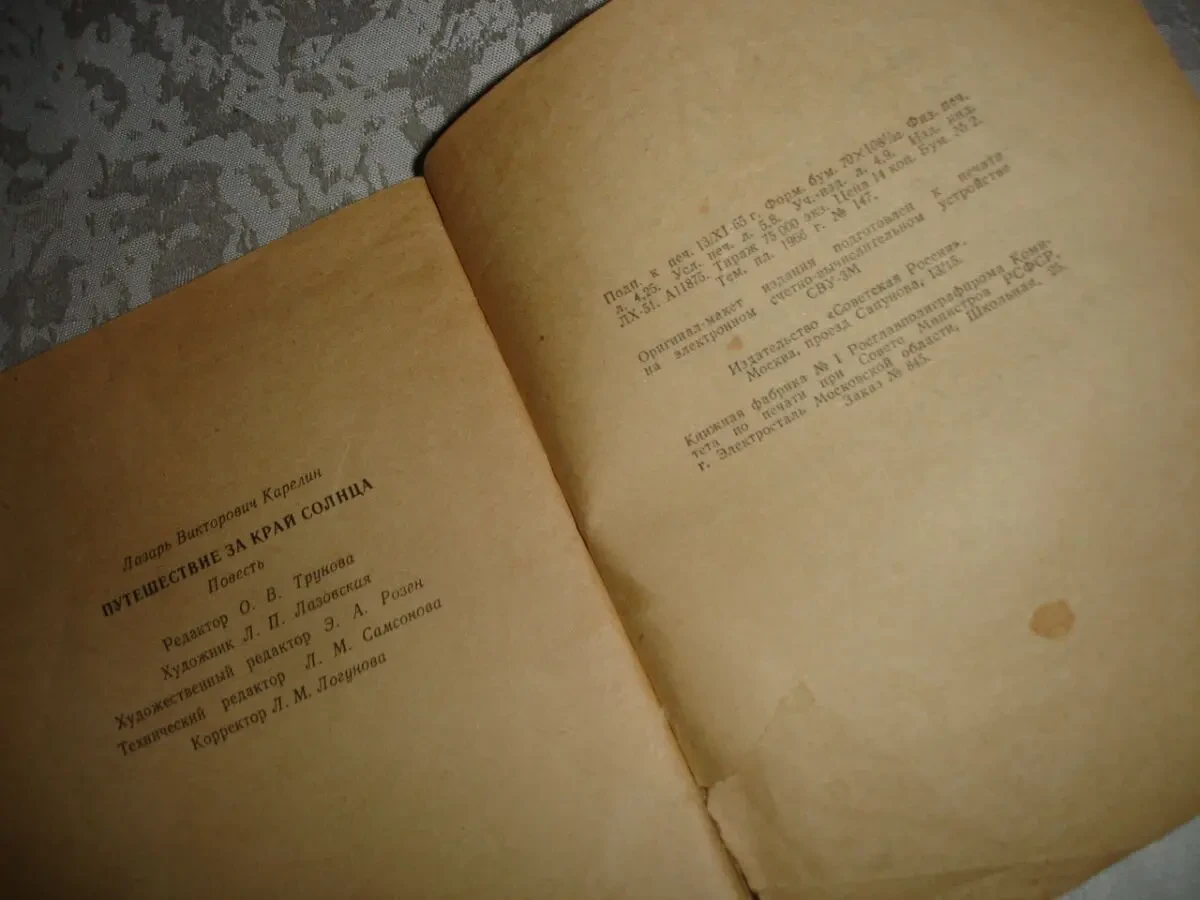 Лазарь Викторович Карелин
ПУТЕШЕСТВИЕ ЗА КРАЙ СОЛНЦА
Повесть
Редактор О. В. Трунова
Художник Л. П. Лазовская
Художественный редактор Э. А. Розен
Технический редактор Л. М. Самсонова
Корректор Л. М. Логунова
Подп. к печ. 13/XI-65 г. Форм. бум. 70×108¹/₃₂. Физ. печ.
л. 4,25. Усл. печ. л. 5,8. Уч.-изд. л. 4,9. Изд. инд.
ЛХ-51. А11875. Тираж 75 000 экз. Цена 14 коп. Бум. № 2.
Тем. пл. 1966 г. № 147.
Оригинал-макет издания подготовлен к печати
на электронном счетно-вычислительном устройстве
СВУ-3М
Издательство «Советская Россия».
Москва, проезд Сапунова, 13/15.
Книжная фабрика № 1 Росглавполиграфпрома Коми-
тета по печати при Совете Министров РСФСР,
г. Электросталь Московской области, Школьная, 25.
Заказ № 845.